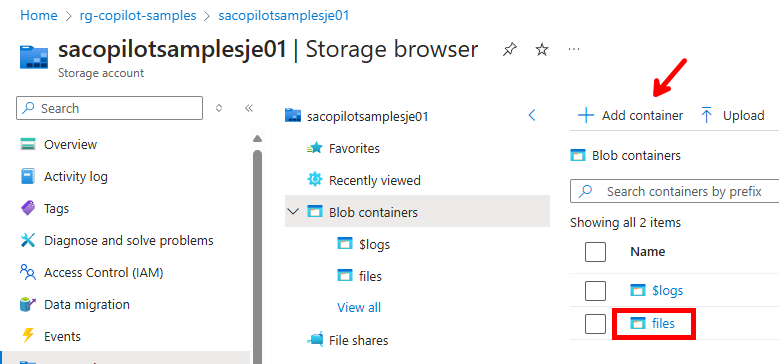 Home > rg-copilot-samples > sacopilotsamplesje01
sacopilotsamplesje01 | Storage browser
Storage account
Search
Overview
Activity log
Tags
Diagnose and solve problems
Access Control (IAM)
Data migration
Events
sacopilotsamplesje01
Favorites
Recently viewed
Blob containers
$logs
files
View all
File shares
Add container
Upload
Blob containers
Search containers by prefix
Showing all 2 items
Name
$logs
files